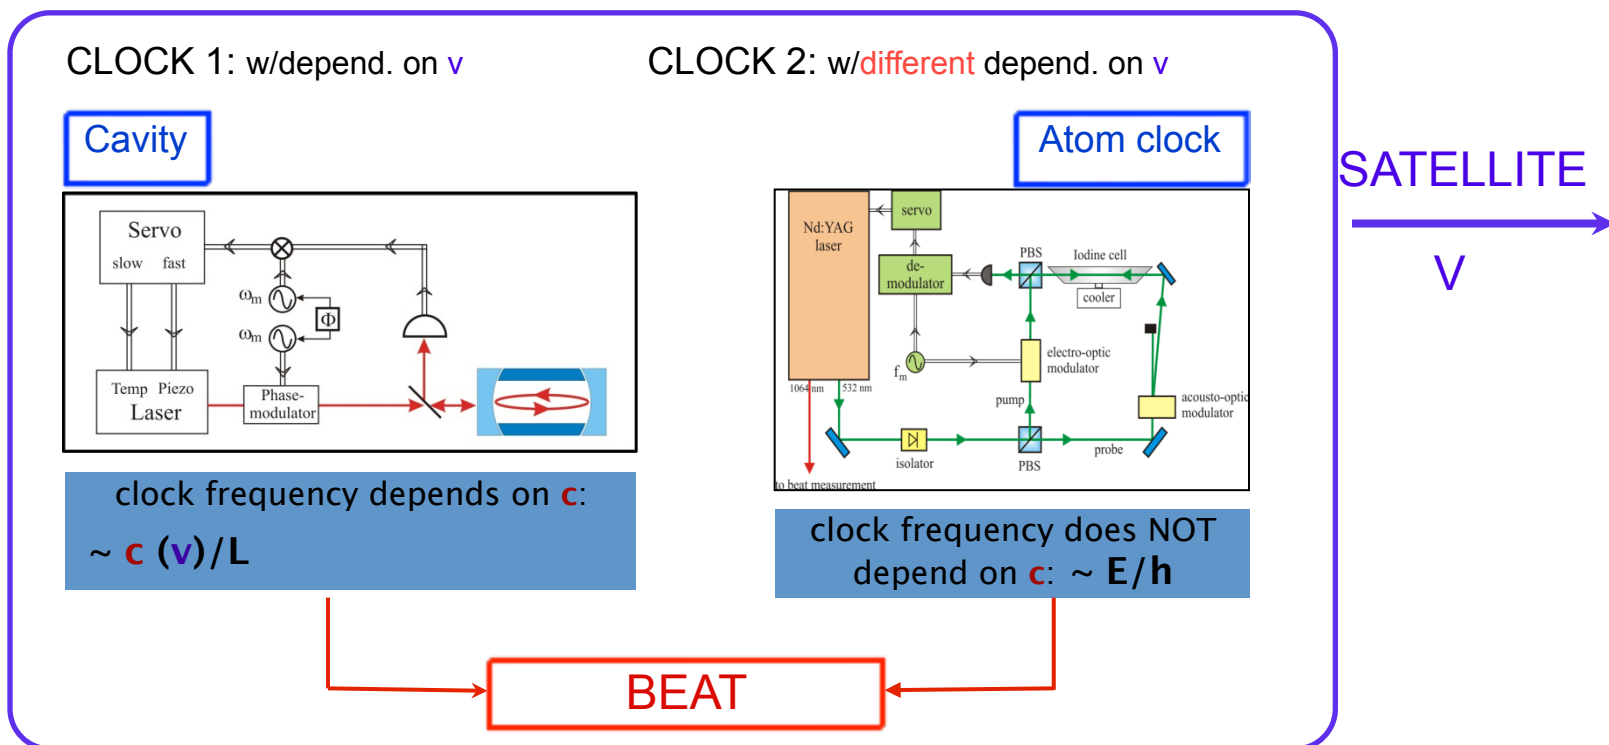 CLOCK 1: w/depend. on v
CLOCK 2: w/different depend. on v
Cavity
Atom clock
SATELLITE
v
Servo
slow fast
ωm
Φ
ωm
Temp Piezo
Laser
Phase-
modulator
Nd:YAG
laser
servo
de-
modulator
PBS
Iodine cell
cooler
fm
electro-optic
modulator
1064 nm
532 nm
pump
acousto-optic
modulator
isolator
PBS
probe
to beat measurement
clock frequency depends on c:
~ c (v)/L
clock frequency does NOT
depend on c: ~ E/h
BEAT